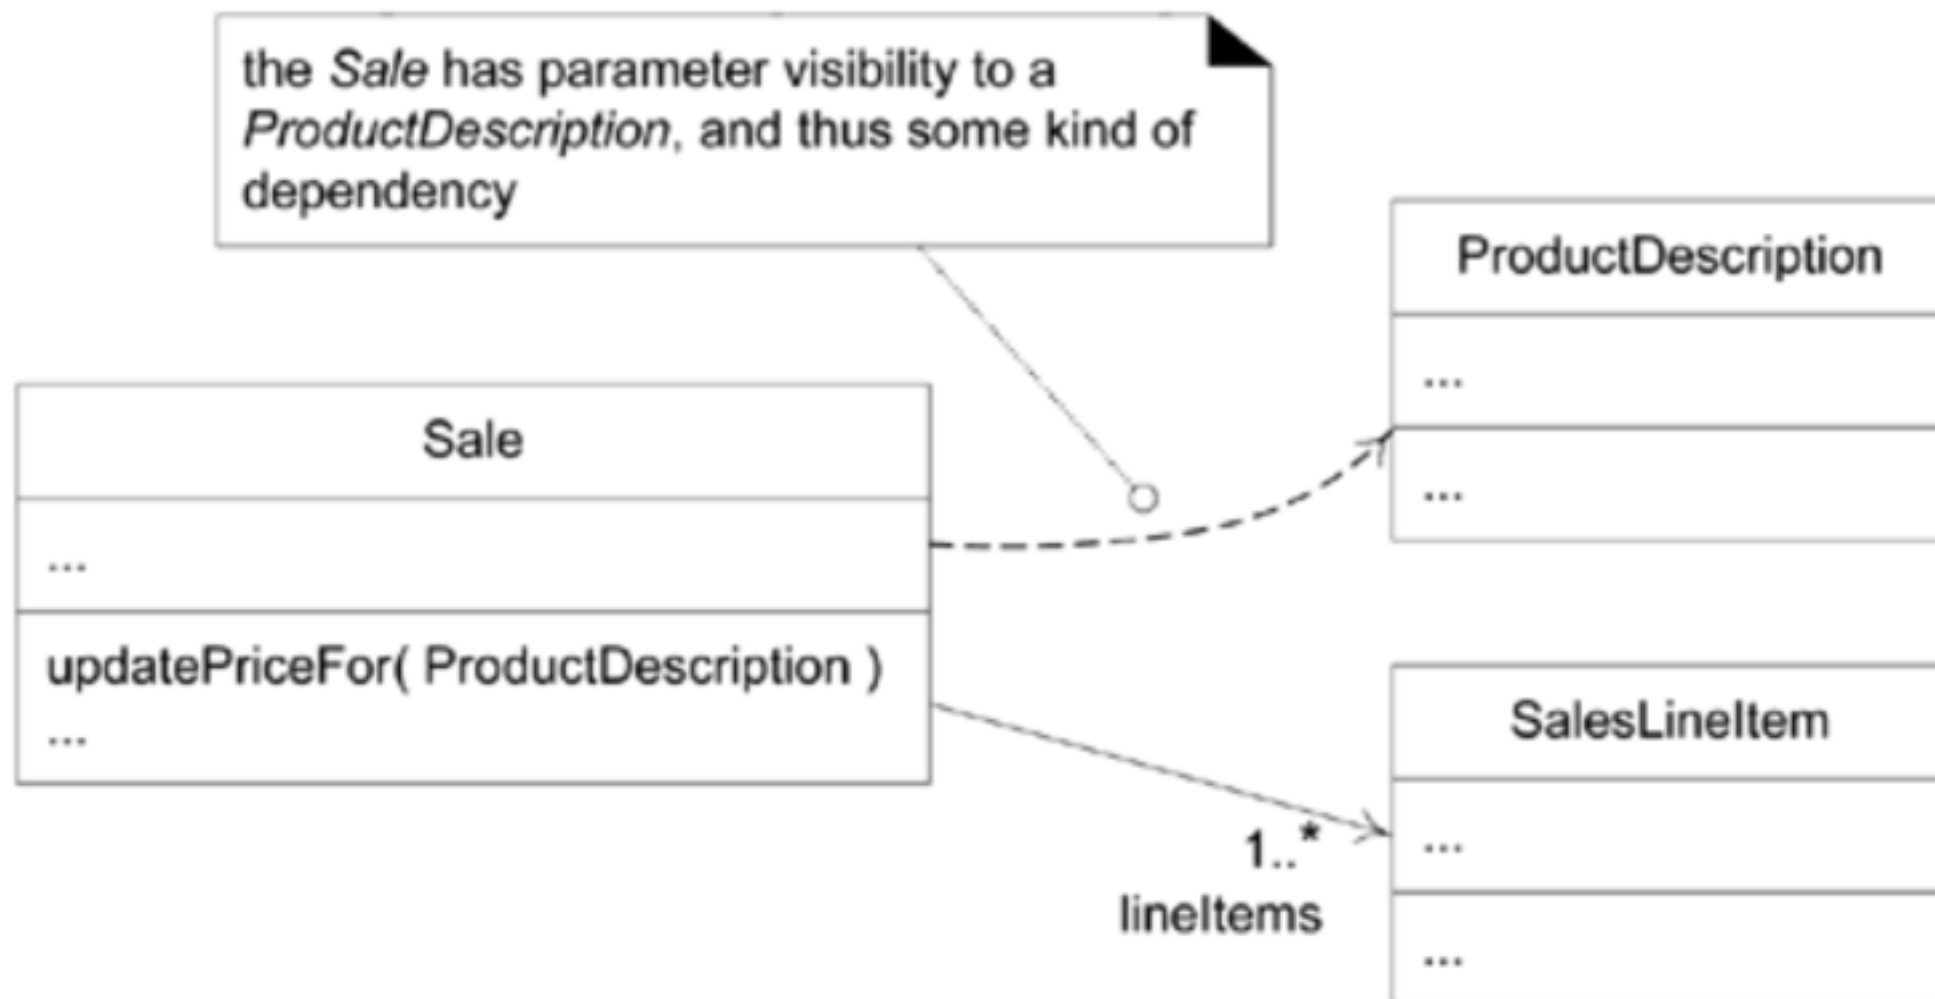 the Sale has parameter visibility to a
ProductDescription, and thus some kind of
dependency
ProductDescription
...
...
Sale
...
updatePriceFor( ProductDescription )
...
SalesLineItem
...
...
1..*
lineItems